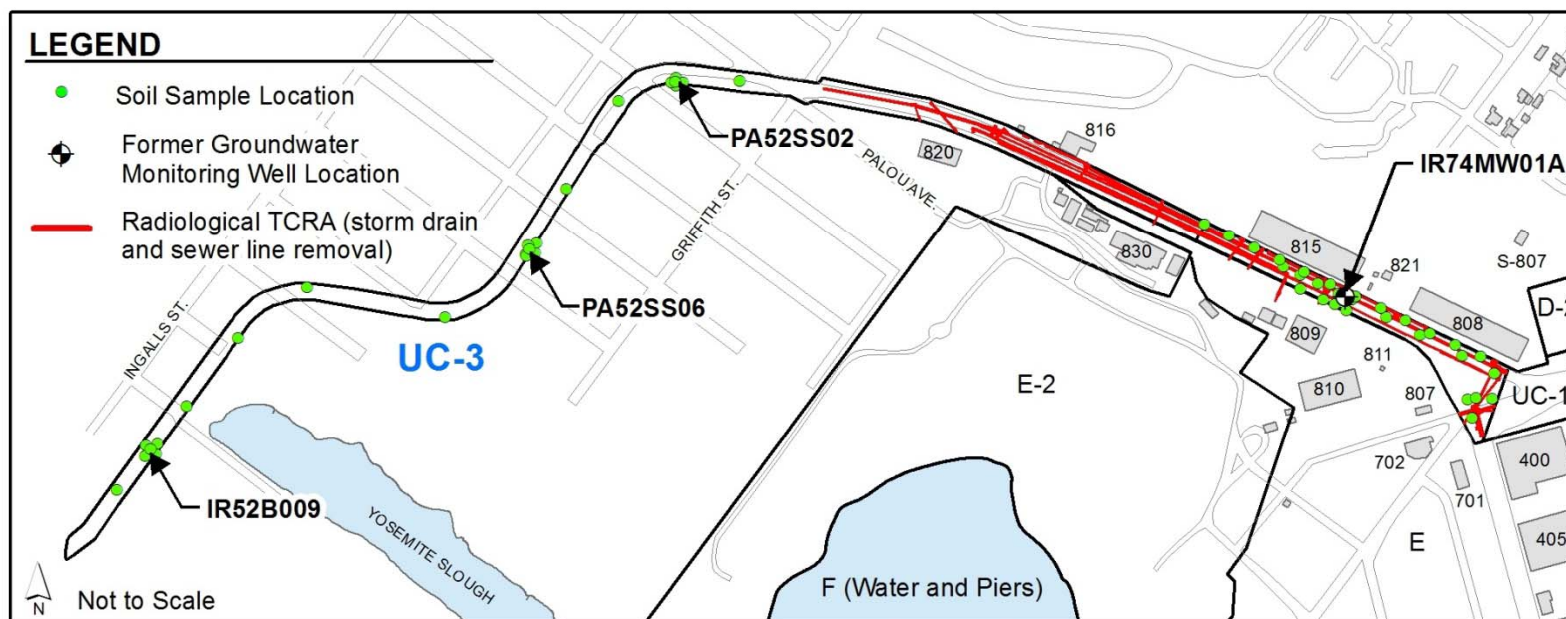 LEGEND
Soil Sample Location
Former Groundwater
Monitoring Well Location
Radiological TCRA (storm drain
and sewer line removal)
PA52SS02
816
820
PALOU AVE.
IR74MW01A
GRIFFITH ST.
830
815
821
S-807
D-2
808
PA52SS06
INGALLS ST.
UC-3
809
811
810
807
UC-1
E-2
702
701
400
405
E
IR52B009
YOSEMITE SLOUGH
F (Water and Piers)
N
Not to Scale